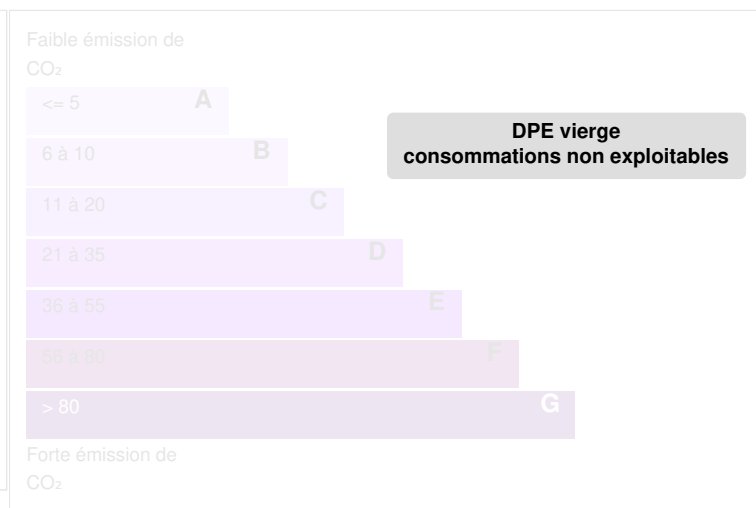 Faible émission de
CO₂
<= 5 A
6 à 10 B
11 à 20 C
21 à 35 D
36 à 55 E
56 à 80 F
> 80 G
Forte émission de
CO₂
DPE vierge
consommations non exploitables